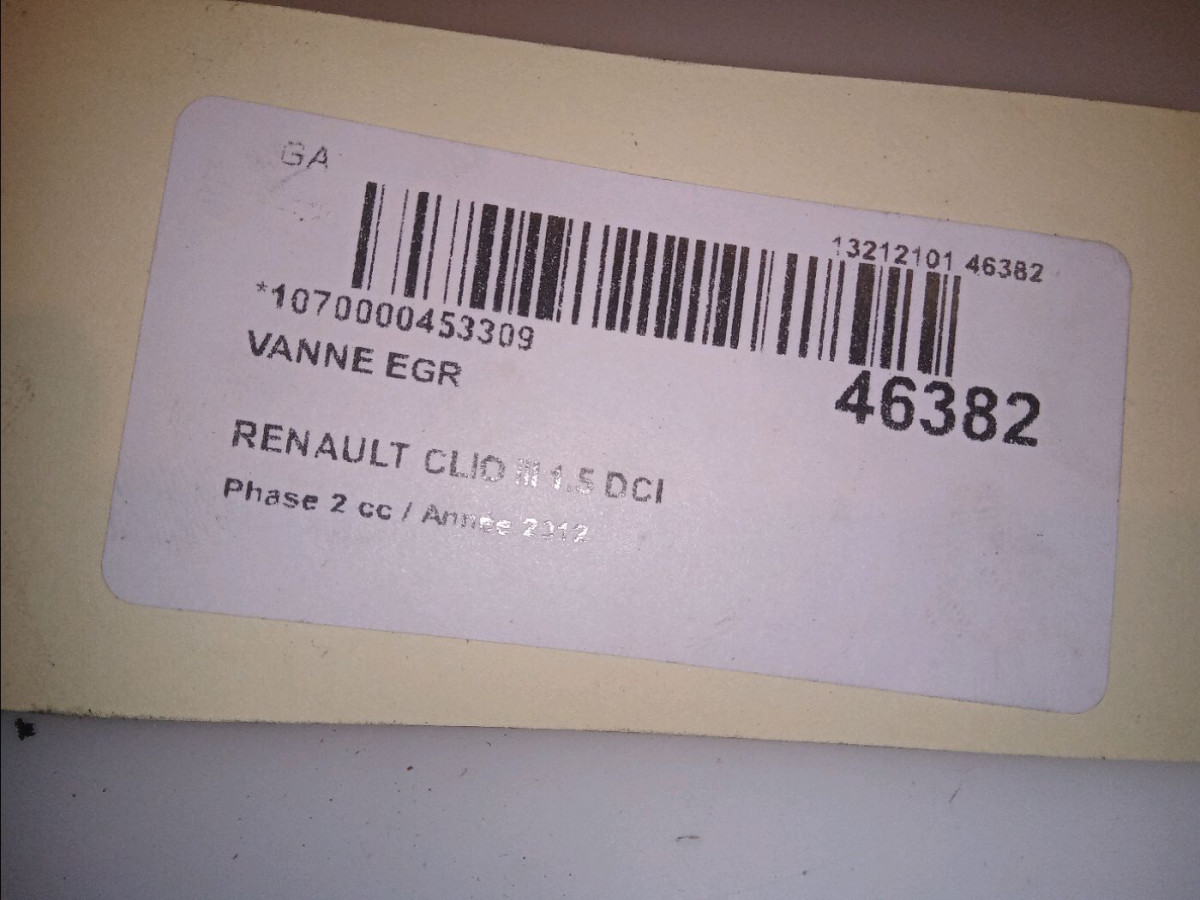 GA
13212101 46382
*1070000453309
VANNE EGR
46382
RENAULT CLIO III 1.5 DCI
Phase 2 cc / Année 2012